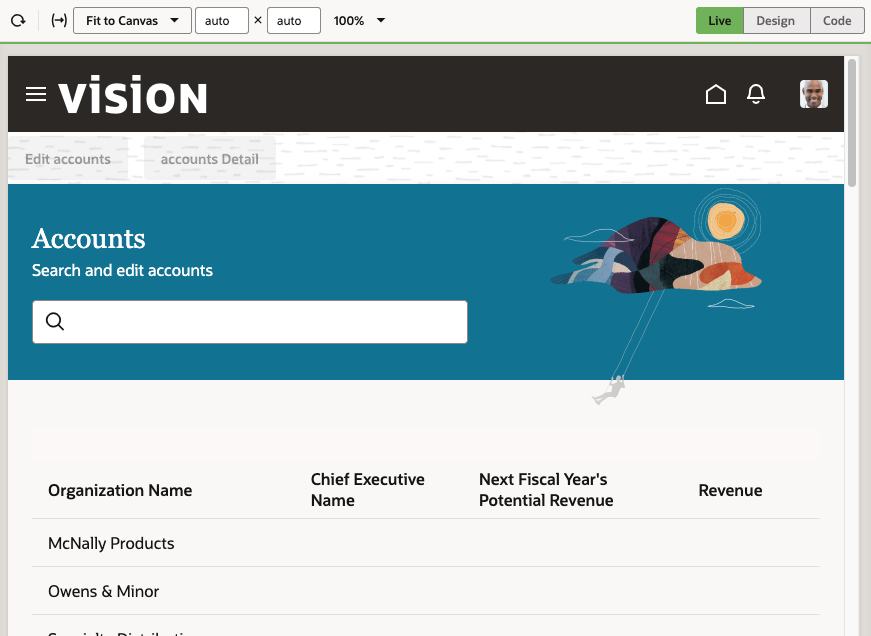 Fit to Canvas auto × auto 100% Live Design Code
VISION
Edit accounts accounts Detail
Accounts
Search and edit accounts
Organization Name Chief Executive Name Next Fiscal Year's Potential Revenue Revenue
McNally Products
Owens & Minor